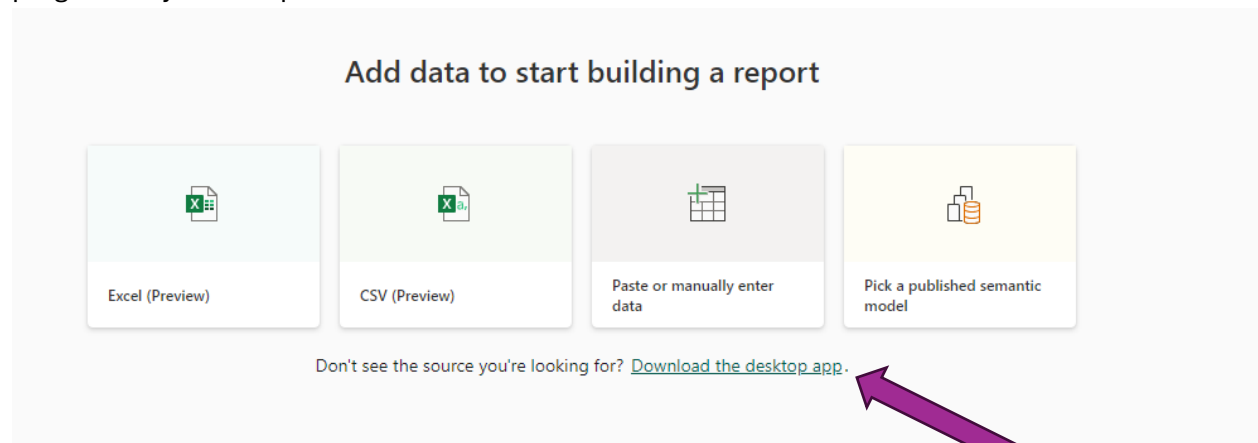 Add data to start building a report
Excel (Preview)
CSV (Preview)
Paste or manually enter
data
Pick a published semantic
model
Don't see the source you're looking for? Download the desktop app.